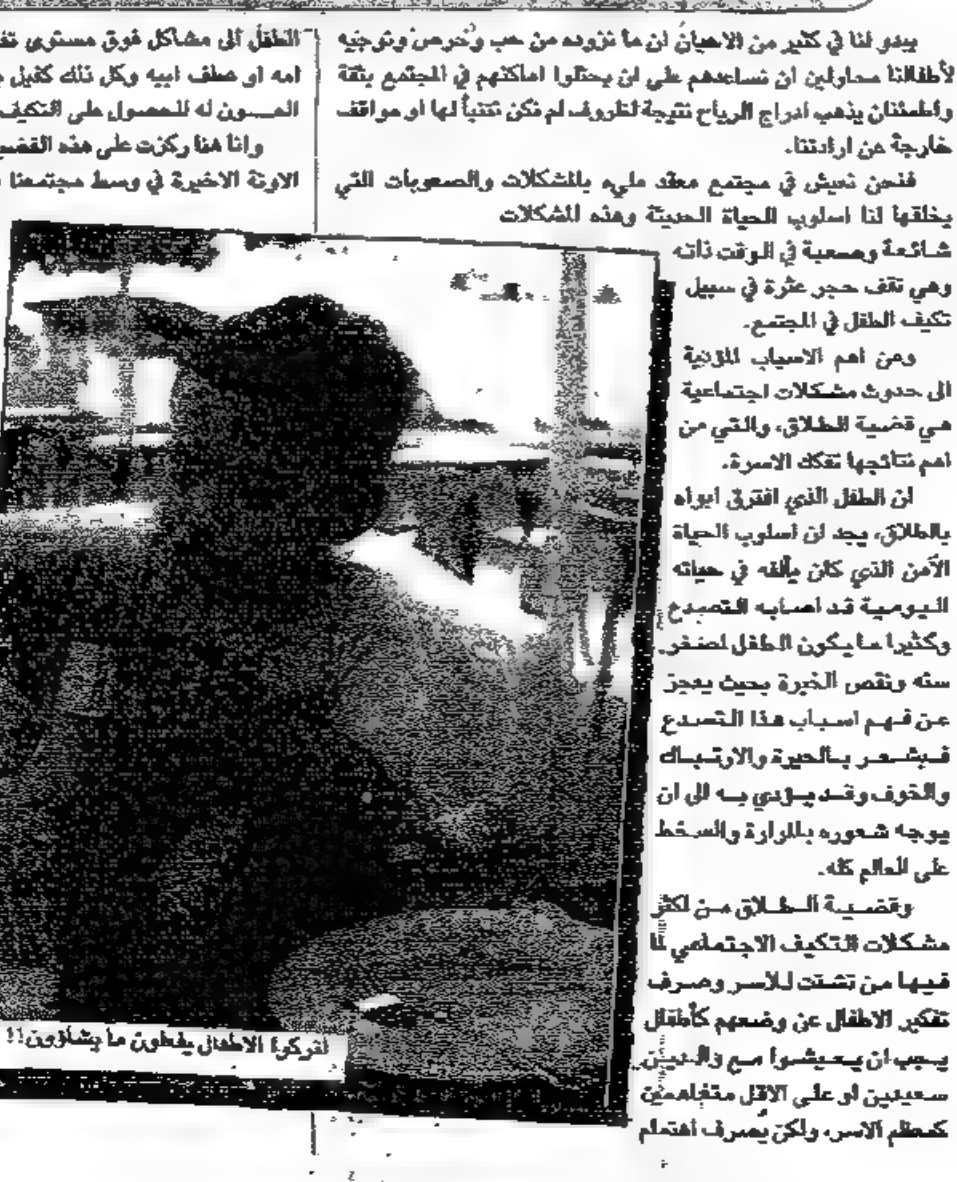 يبدو لنا في كثير من الاحيان ان ما نزوده من حب وحرص وتوجيه
لأطفالنا محاولين ان نساعدهم على ان يحتلوا اماكنهم في المجتمع بثقة
واطمئنان يذهب ادراج الرياح نتيجة لظروف لم نكن نتنبأ لها او مواقف
خارجة عن ارادتنا.
فنحن نعيش في مجتمع معقد مليء بالمشكلات والصعوبات التي
يخلقها لنا اسلوب الحياة الحديثة وهذه المشكلات
شائعة وصعبة في الوقت ذاته
وهي تقف حجر عثرة في سبيل
تكيف الطفل في المجتمع.
ومن اهم الاسباب المؤدية
الى حدوث مشكلات اجتماعية
هي قضية الطلاق، والتي من
اهم نتائجها تفكك الاسرة.
ان الطفل الذي افترق ابواه
بالطلاق، يجد ان اسلوب الحياة
الآمن الذي كان يألفه في حياته
اليومية قد اصابه التصدع
وكثيرا ما يكون الطفل لصغر
سنه ونقص الخبرة بحيث يعجز
عن فهم اسباب هذا التصدع
فيشعر بالحيرة والارتباك
والخوف وقد يؤدي به الى ان
يوجه شعوره بالمرارة والسخط
على العالم كله.
وقضية الطلاق من اكثر
مشكلات التكيف الاجتماعي لما
فيها من تشتت للاسر وصرف
تفكير الاطفال عن وضعهم كأطفال
يجب ان يعيشوا مع والدين
سعيدين او على الاقل متفاهمين
كمعظم الاسر، ولكن يصرف اهتمام
الطفل الى مشاكل فوق مستوى
امه او عطف ابيه وكل ذلك كفيل
العون له للحصول على التكيف
وانا هنا ركزت على هذه
الاونة الاخيرة في وسط مجتمعنا
اتركوا الاطفال يفعلون ما يشاؤون!!